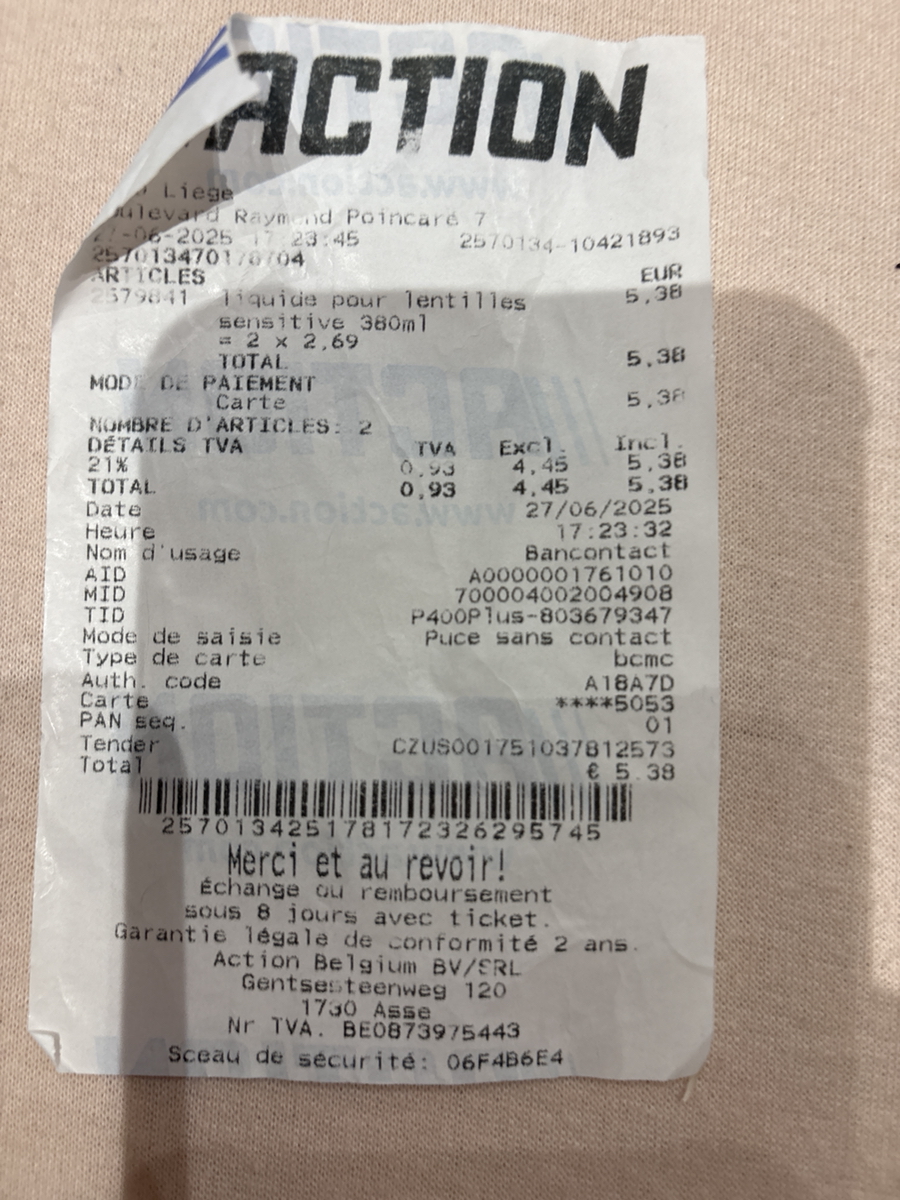 ACTION
Liege
Boulevard Raymond Poincaré 7
27-06-2025 17:23:45 2570134-10421893
ARTICLES EUR
2579841 liquide pour lentilles 5,38
sensitive 380ml
= 2 x 2,69
TOTAL 5,38
MODE DE PAIEMENT
Carte 5,38
NOMBRE D'ARTICLES: 2
DÉTAILS TVA TVA Excl. Incl.
21% 0,93 4,45 5,38
TOTAL 0,93 4,45 5,38
Date 27/06/2025
Heure 17:23:32
Nom d'usage Bancontact
AID A0000001761010
MID 700004002004908
TID P400Plus-803679347
Mode de saisie Puce sans contact
Type de carte bcmc
Auth. code A18A7D
Carte ****5053
PAN seq. 01
Tender CZUS001751037812573
Total € 5.38
257013425178172326295745
Merci et au revoir!
Échange ou remboursement
sous 8 jours avec ticket.
Garantie légale de conformité 2 ans.
Action Belgium BV/SRL
Gentsesteenweg 120
1730 Asse
Nr TVA. BE0873975443
Sceau de sécurité: 06F4B6E4